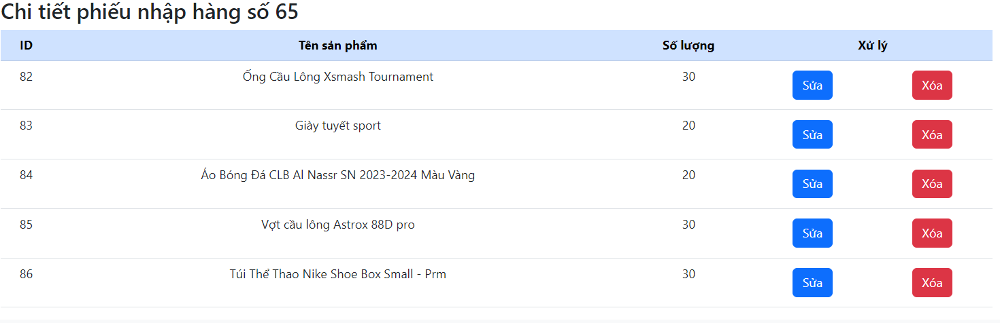 Chi tiết phiếu nhập hàng số 65
ID Tên sản phẩm Số lượng Xử lý
82 Ống Cầu Lông Xsmash Tournament 30 Sửa Xóa
83 Giày tuyết sport 20 Sửa Xóa
84 Áo Bóng Đá CLB Al Nassr SN 2023-2024 Màu Vàng 20 Sửa Xóa
85 Vợt cầu lông Astrox 88D pro 30 Sửa Xóa
86 Túi Thể Thao Nike Shoe Box Small - Prm 30 Sửa Xóa